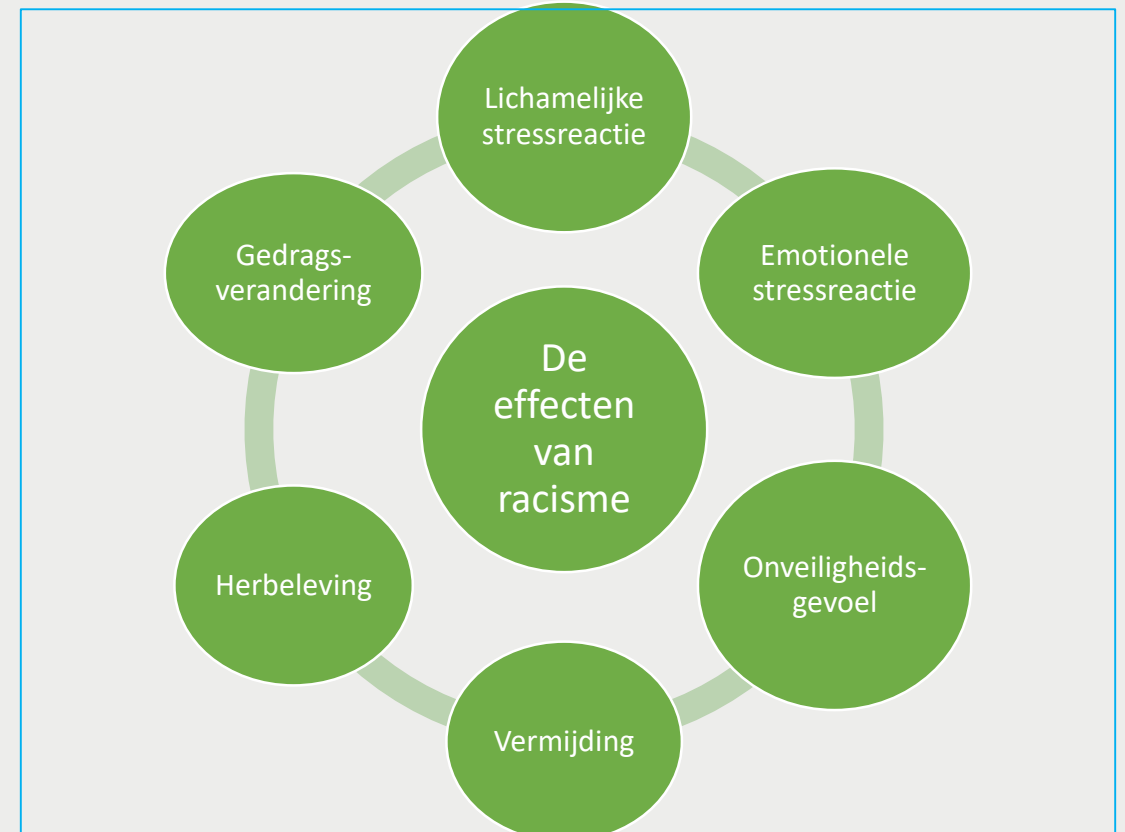 Lichamelijke
stressreactie
Emotionele
stressreactie
Onveiligheids-
gevoel
Vermijding
Herbeleving
Gedrags-
verandering
De
effecten
van
racisme